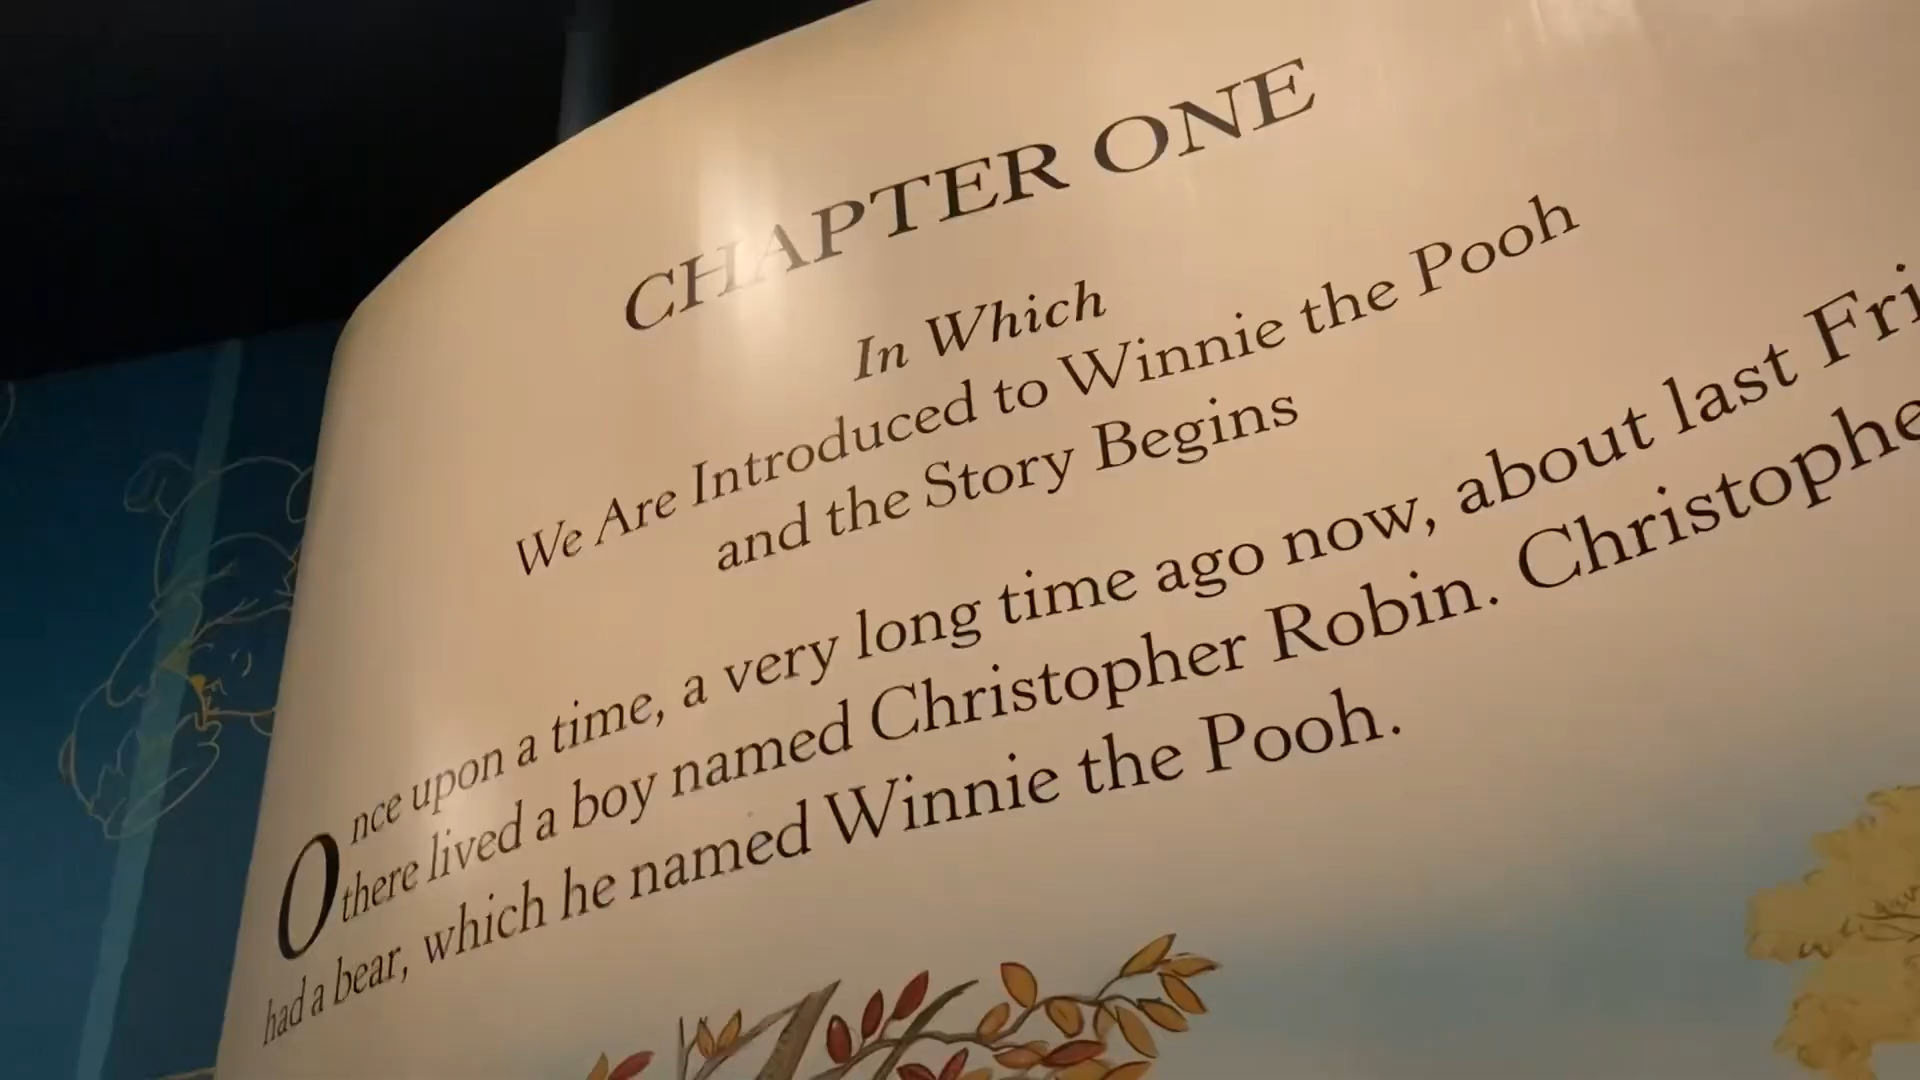 CHAPTER ONE
In Which
We Are Introduced to Winnie the Pooh
and the Story Begins
Once upon a time, a very long time ago now, about last Fri
there lived a boy named Christopher Robin. Christophe
had a bear, which he named Winnie the Pooh.